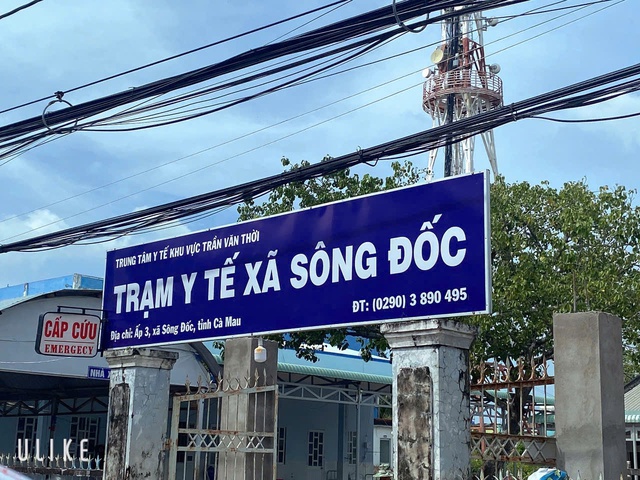 TRUNG TÂM Y TẾ KHU VỰC TRẦN VĂN THỜI
TRẠM Y TẾ XÃ SÔNG ĐỐC
ĐT: (0290) 3 890 495
Địa chỉ: Ấp 3, xã Sông Đốc, tỉnh Cà Mau
CẤP CỨU
EMERGECY
NHÀ
ULIKE